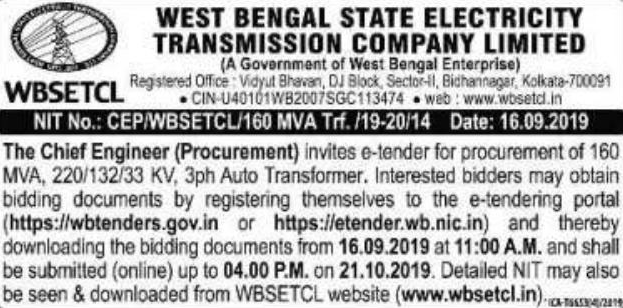 WEST BENGAL STATE ELECTRICITY
TRANSMISSION COMPANY LIMITED
(A Government of West Bengal Enterprise)
WBSETCL
Registered Office : Vidyut Bhavan, DJ Block, Sector-II, Bidhannagar, Kolkata-700091
• CIN-U40101WB2007SGC113474 • web : www.wbsetcl.in
NIT No.: CEP/WBSETCL/160 MVA Trf. /19-20/14 Date: 16.09.2019
The Chief Engineer (Procurement) invites e-tender for procurement of 160
MVA, 220/132/33 KV, 3ph Auto Transformer. Interested bidders may obtain
bidding documents by registering themselves to the e-tendering portal
(https://wbtenders.gov.in or https://etender.wb.nic.in) and thereby
downloading the bidding documents from 16.09.2019 at 11:00 A.M. and shall
be submitted (online) up to 04.00 P.M. on 21.10.2019. Detailed NIT may also
be seen & downloaded from WBSETCL website (www.wbsetcl.in).